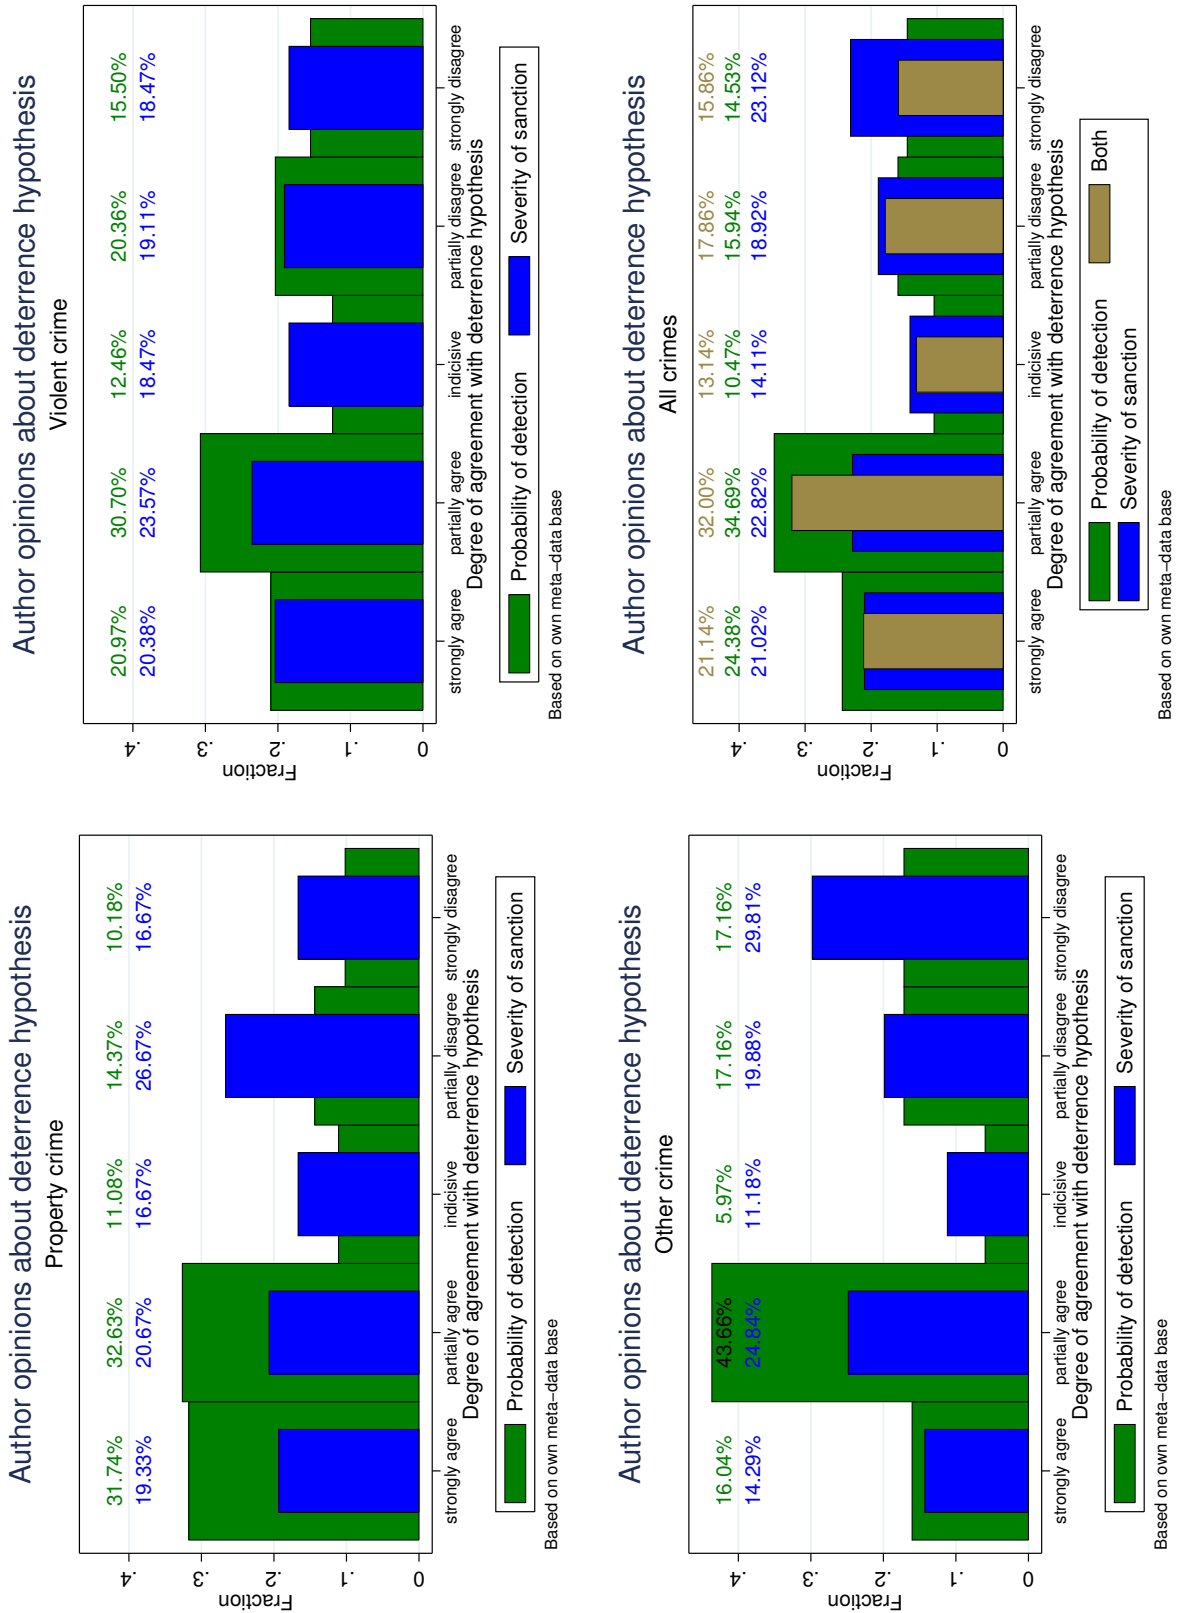 Author opinions about deterrence hypothesis
Property crime
31.74% 32.63% 11.08% 14.37% 10.18%
19.33% 20.67% 16.67% 26.67% 16.67%
Fraction
0 .1 .2 .3 .4
strongly agree partially agree indicisive partially disagree strongly disagree
Degree of agreement with deterrence hypothesis
Probability of detection Severity of sanction
Based on own meta−data base
Author opinions about deterrence hypothesis
Violent crime
20.97% 30.70% 12.46% 20.36% 15.50%
20.38% 23.57% 18.47% 19.11% 18.47%
Fraction
0 .1 .2 .3 .4
strongly agree partially agree indicisive partially disagree strongly disagree
Degree of agreement with deterrence hypothesis
Probability of detection Severity of sanction
Based on own meta−data base
Author opinions about deterrence hypothesis
Other crime
16.04% 43.66% 5.97% 17.16% 17.16%
14.29% 24.84% 11.18% 19.88% 29.81%
Fraction
0 .1 .2 .3 .4
strongly agree partially agree indicisive partially disagree strongly disagree
Degree of agreement with deterrence hypothesis
Probability of detection Severity of sanction
Based on own meta−data base
Author opinions about deterrence hypothesis
All crimes
21.14% 32.00% 13.14% 17.86% 15.86%
24.38% 34.69% 10.47% 15.94% 14.53%
21.02% 22.82% 14.11% 18.92% 23.12%
Fraction
0 .1 .2 .3 .4
strongly agree partially agree indicisive partially disagree strongly disagree
Degree of agreement with deterrence hypothesis
Probability of detection Both
Severity of sanction
Based on own meta−data base